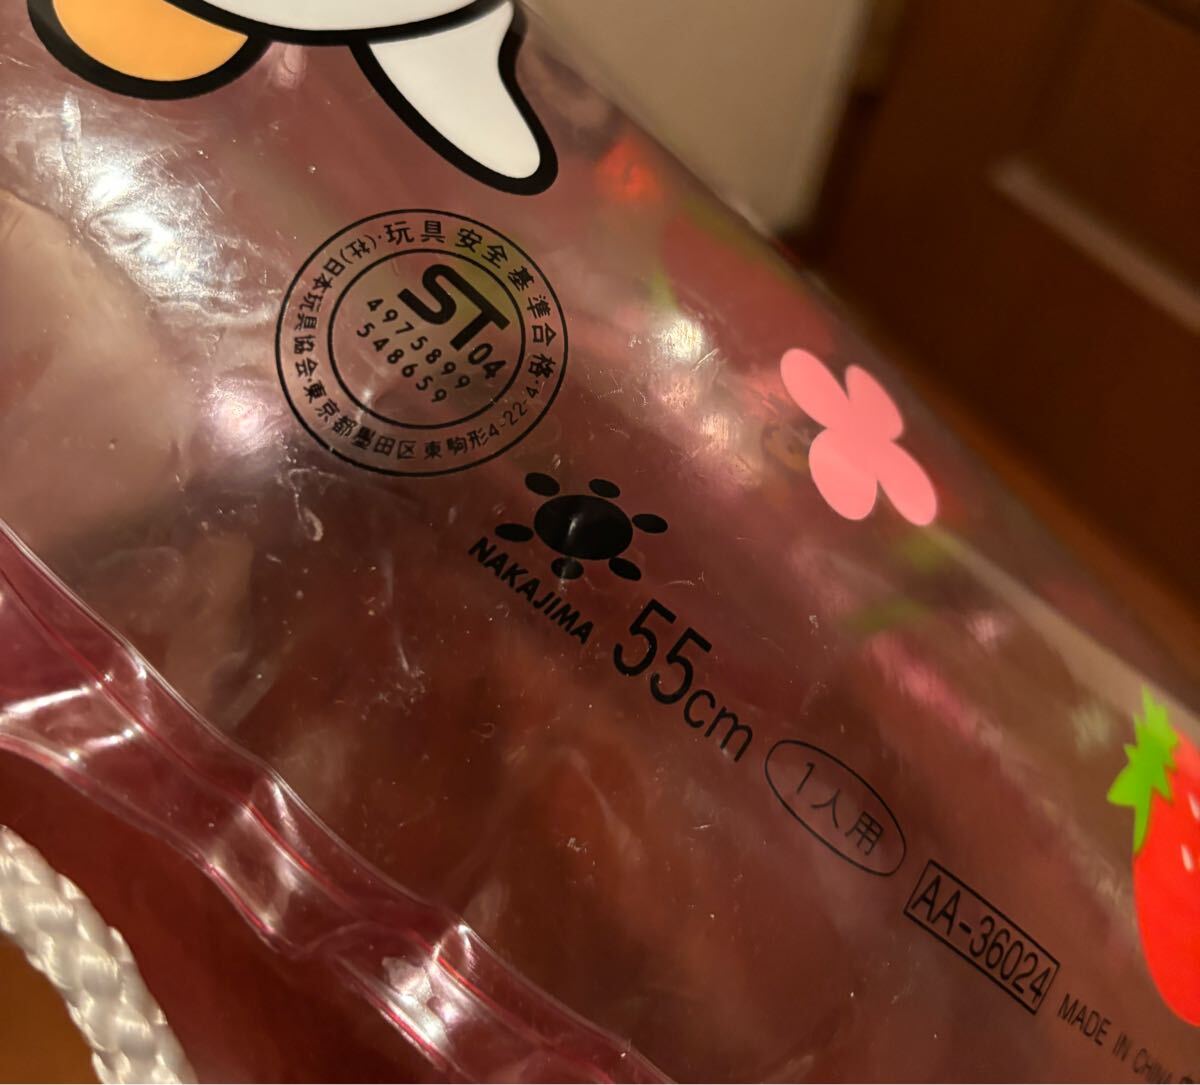 玩具安全基準合格・(社)日本玩具協会・東京都墨田区東駒形4-22-4・
ST
04
4975899
548659
NAKAJIMA
55cm
1人用
AA-36024
MADE IN CHINA